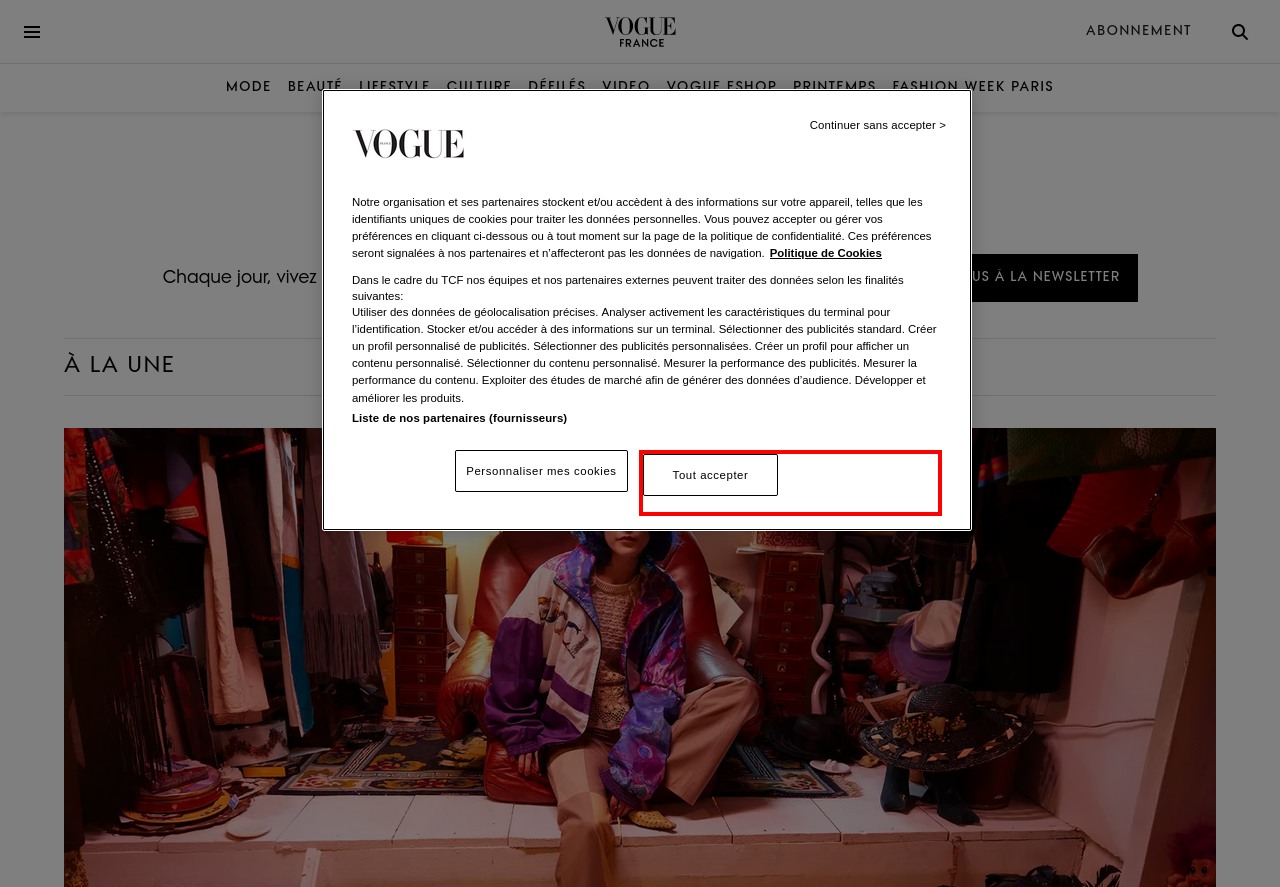 VOGUE
FRANCE
ABONNEMENT
MODE BEAUTÉ LIFESTYLE CULTURE DÉFILÉS VIDEO VOGUE ESHOP PRINTEMPS FASHION WEEK PARIS
Continuer sans accepter >
VOGUE
Notre organisation et ses partenaires stockent et/ou accèdent à des informations sur votre appareil, telles que les
identifiants uniques de cookies pour traiter les données personnelles. Vous pouvez accepter ou gérer vos
préférences en cliquant ci-dessous ou à tout moment sur la page de la politique de confidentialité. Ces préférences
seront signalées à nos partenaires et n’affecteront pas les données de navigation. Politique de Cookies
Chaque jour, vivez
US À LA NEWSLETTER
Dans le cadre du TCF nos équipes et nos partenaires externes peuvent traiter des données selon les finalités
suivantes:
Utiliser des données de géolocalisation précises. Analyser activement les caractéristiques du terminal pour
l’identification. Stocker et/ou accéder à des informations sur un terminal. Sélectionner des publicités standard. Créer
un profil personnalisé de publicités. Sélectionner des publicités personnalisées. Créer un profil pour afficher un
contenu personnalisé. Sélectionner du contenu personnalisé. Mesurer la performance des publicités. Mesurer la
performance du contenu. Exploiter des études de marché afin de générer des données d’audience. Développer et
améliorer les produits.
Liste de nos partenaires (fournisseurs)
À LA UNE
Personnaliser mes cookies
Tout accepter